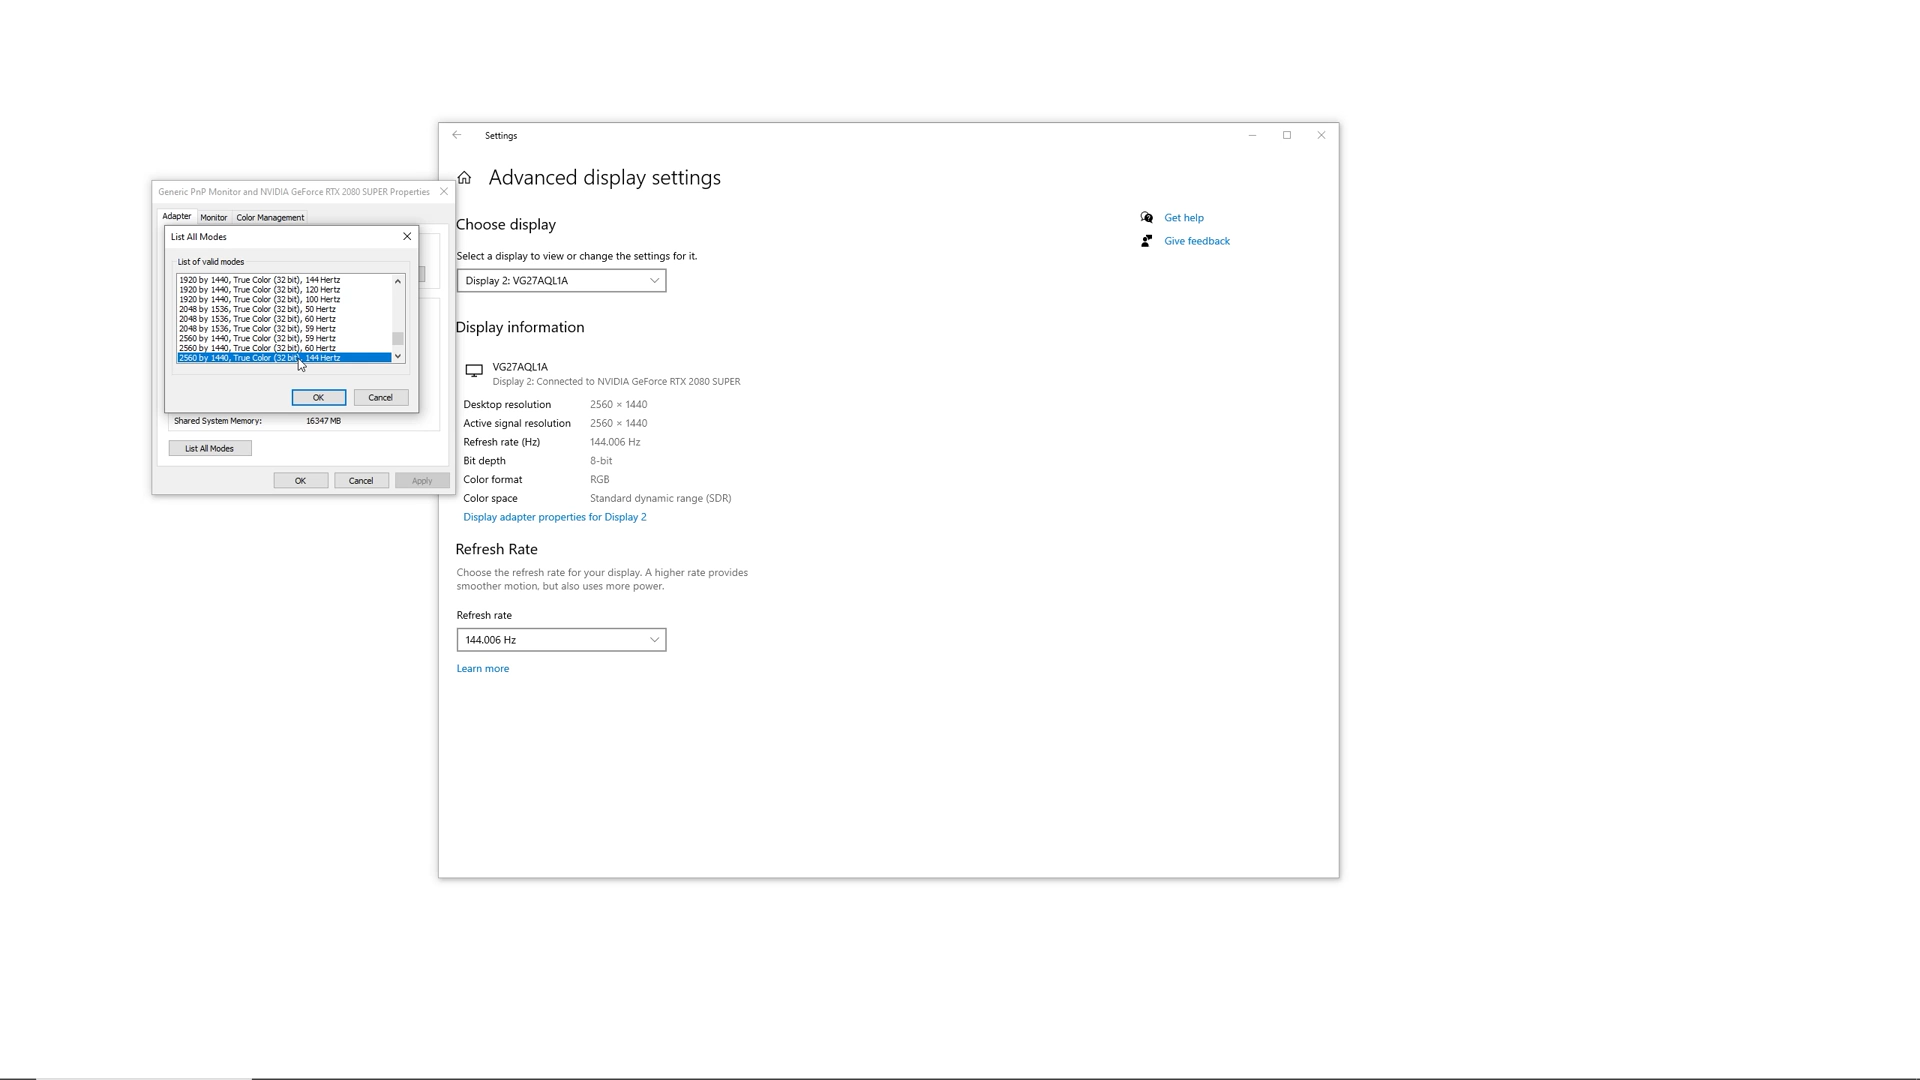 Settings
Advanced display settings
Generic PnP Monitor and NVIDIA GeForce RTX 2080 SUPER Properties
Adapter
Monitor
Color Management
List All Modes
List of valid modes
1920 by 1440, True Color (32 bit), 144 Hertz
1920 by 1440, True Color (32 bit), 120 Hertz
1920 by 1440, True Color (32 bit), 100 Hertz
2048 by 1536, True Color (32 bit), 50 Hertz
2048 by 1536, True Color (32 bit), 60 Hertz
2048 by 1536, True Color (32 bit), 59 Hertz
2560 by 1440, True Color (32 bit), 59 Hertz
2560 by 1440, True Color (32 bit), 60 Hertz
2560 by 1440, True Color (32 bit), 144 Hertz
OK
Cancel
Shared System Memory: 16347 MB
List All Modes
OK
Cancel
Apply
Choose display
Select a display to view or change the settings for it.
Display 2: VG27AQL1A
Display information
VG27AQL1A
Display 2: Connected to NVIDIA GeForce RTX 2080 SUPER
Desktop resolution 2560 × 1440
Active signal resolution 2560 × 1440
Refresh rate (Hz) 144.006 Hz
Bit depth 8-bit
Color format RGB
Color space Standard dynamic range (SDR)
Display adapter properties for Display 2
Refresh Rate
Choose the refresh rate for your display. A higher rate provides
smoother motion, but also uses more power.
Refresh rate
144.006 Hz
Learn more
Get help
Give feedback